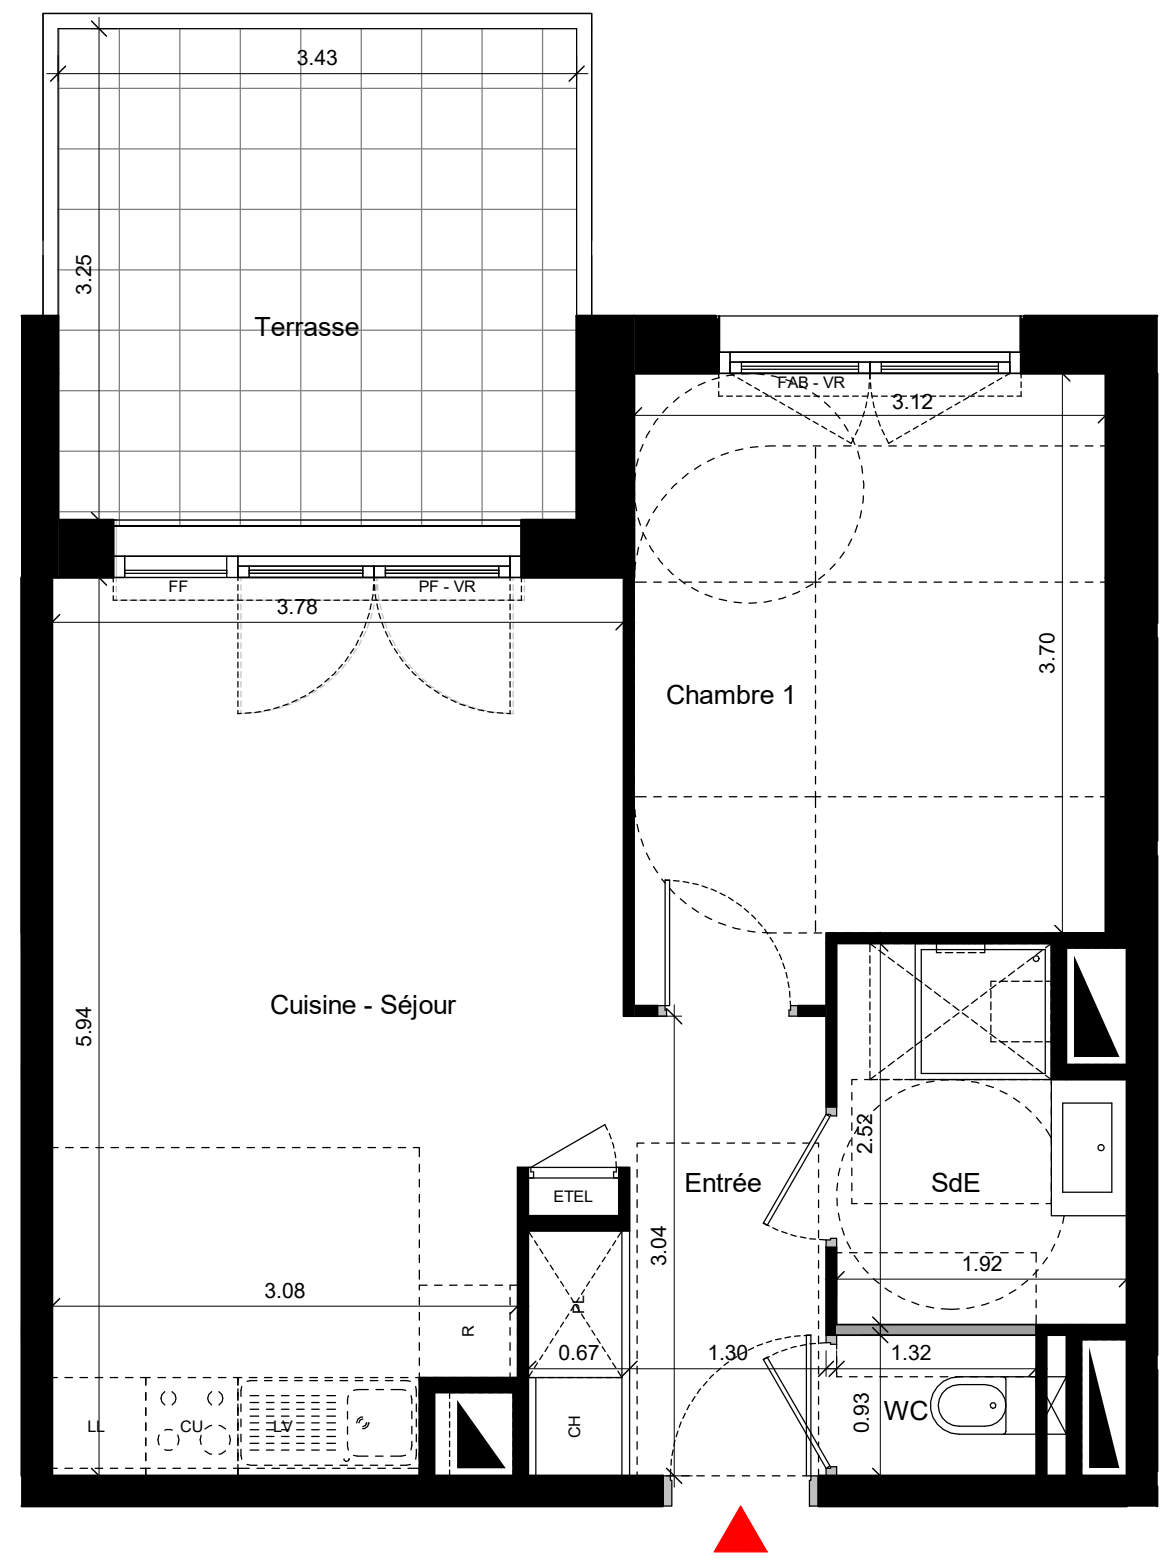 3.43
3.25
Terrasse
FAB - VR
3.12
FF
PF - VR
3.78
3.70
Chambre 1
Cuisine - Séjour
5.94
2.52
Entrée
SdE
ETEL
3.04
1.92
3.08
PL
R
0.67
1.30
1.32
0.93
WC
LL
CU
LV
CH